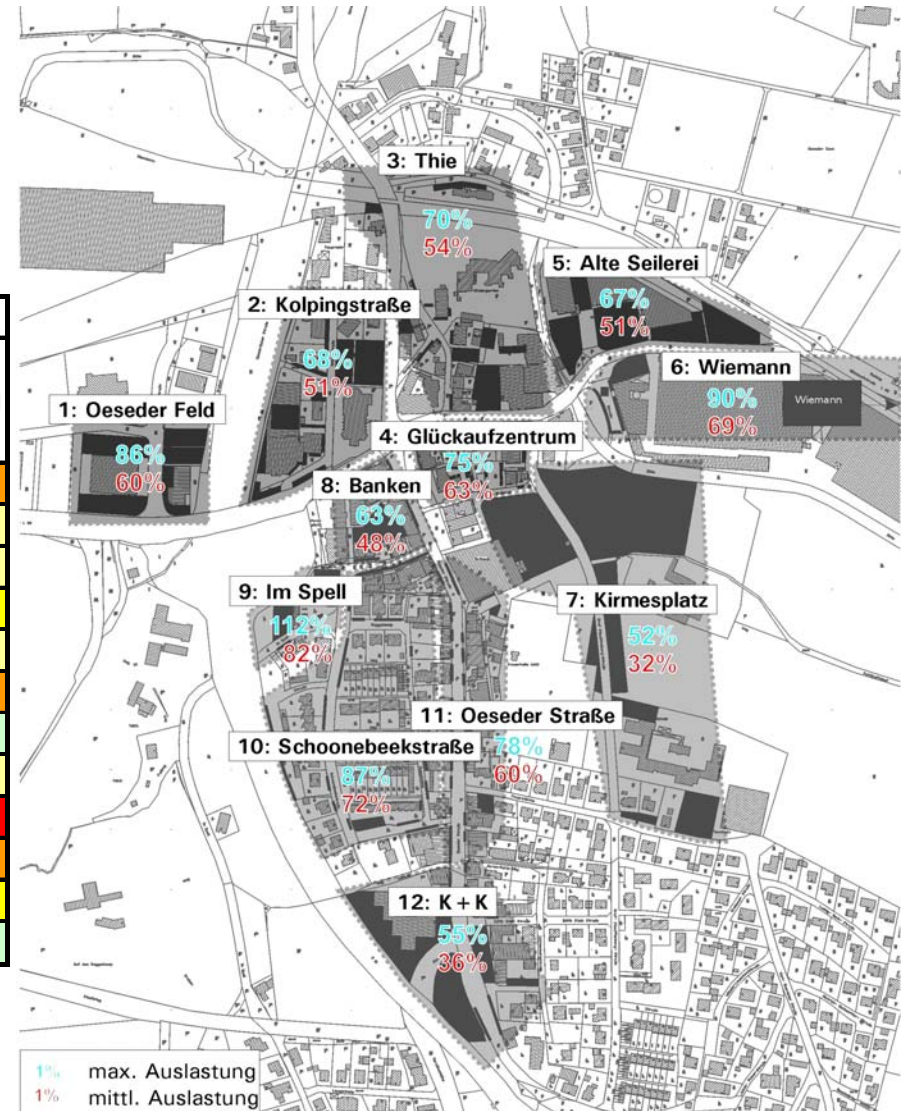 3: Thie
70%
54%
5: Alte Seilerei
67%
51%
2: Kolpingstraße
68%
51%
6: Wiemann
90%
69%
Wiemann
1: Oeseder Feld
86%
60%
4: Glückaufzentrum
75%
63%
8: Banken
63%
48%
9: Im Spell
112%
82%
7: Kirmesplatz
52%
32%
11: Oeseder Straße
78%
60%
10: Schoonebeekstraße
87%
72%
12: K + K
55%
36%
1% max. Auslastung
1% mittl. Auslastung